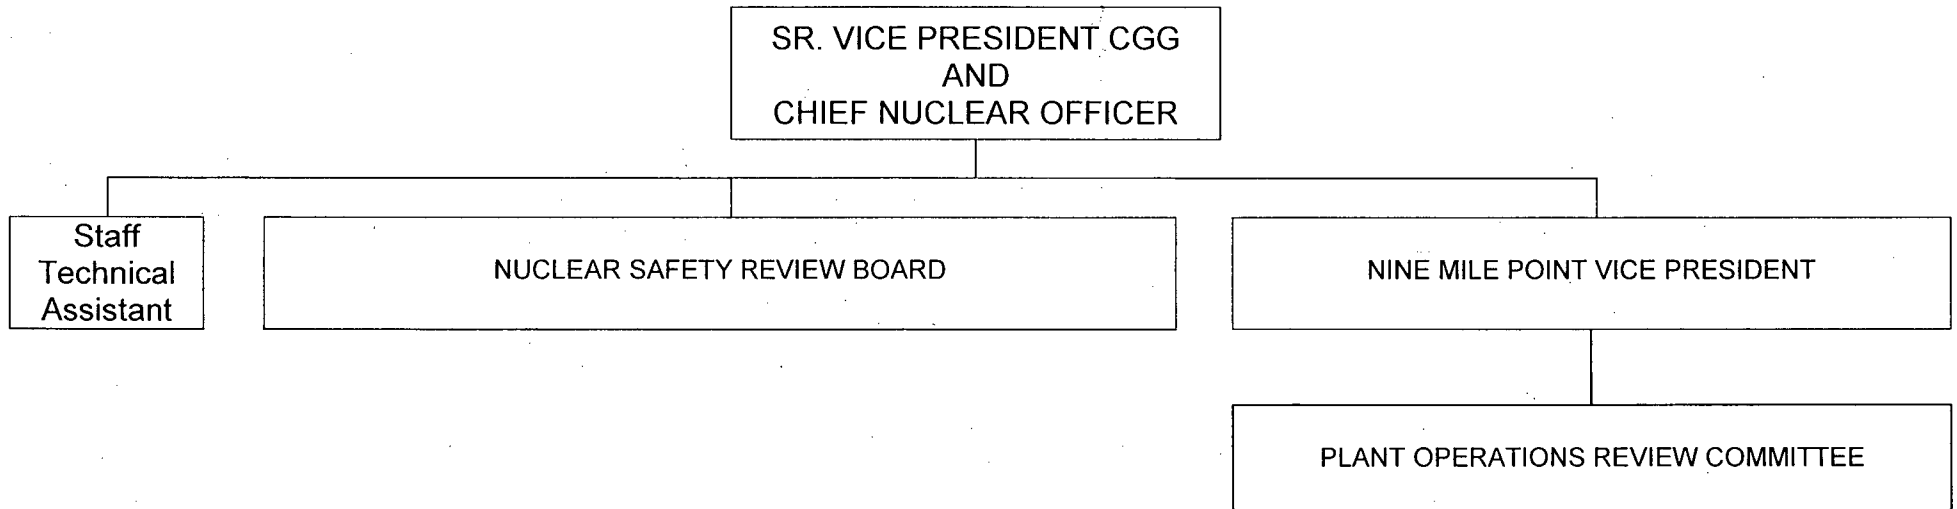 SR. VICE PRESIDENT CGG
AND
CHIEF NUCLEAR OFFICER
Staff
Technical
Assistant
NUCLEAR SAFETY REVIEW BOARD
NINE MILE POINT VICE PRESIDENT
PLANT OPERATIONS REVIEW COMMITTEE